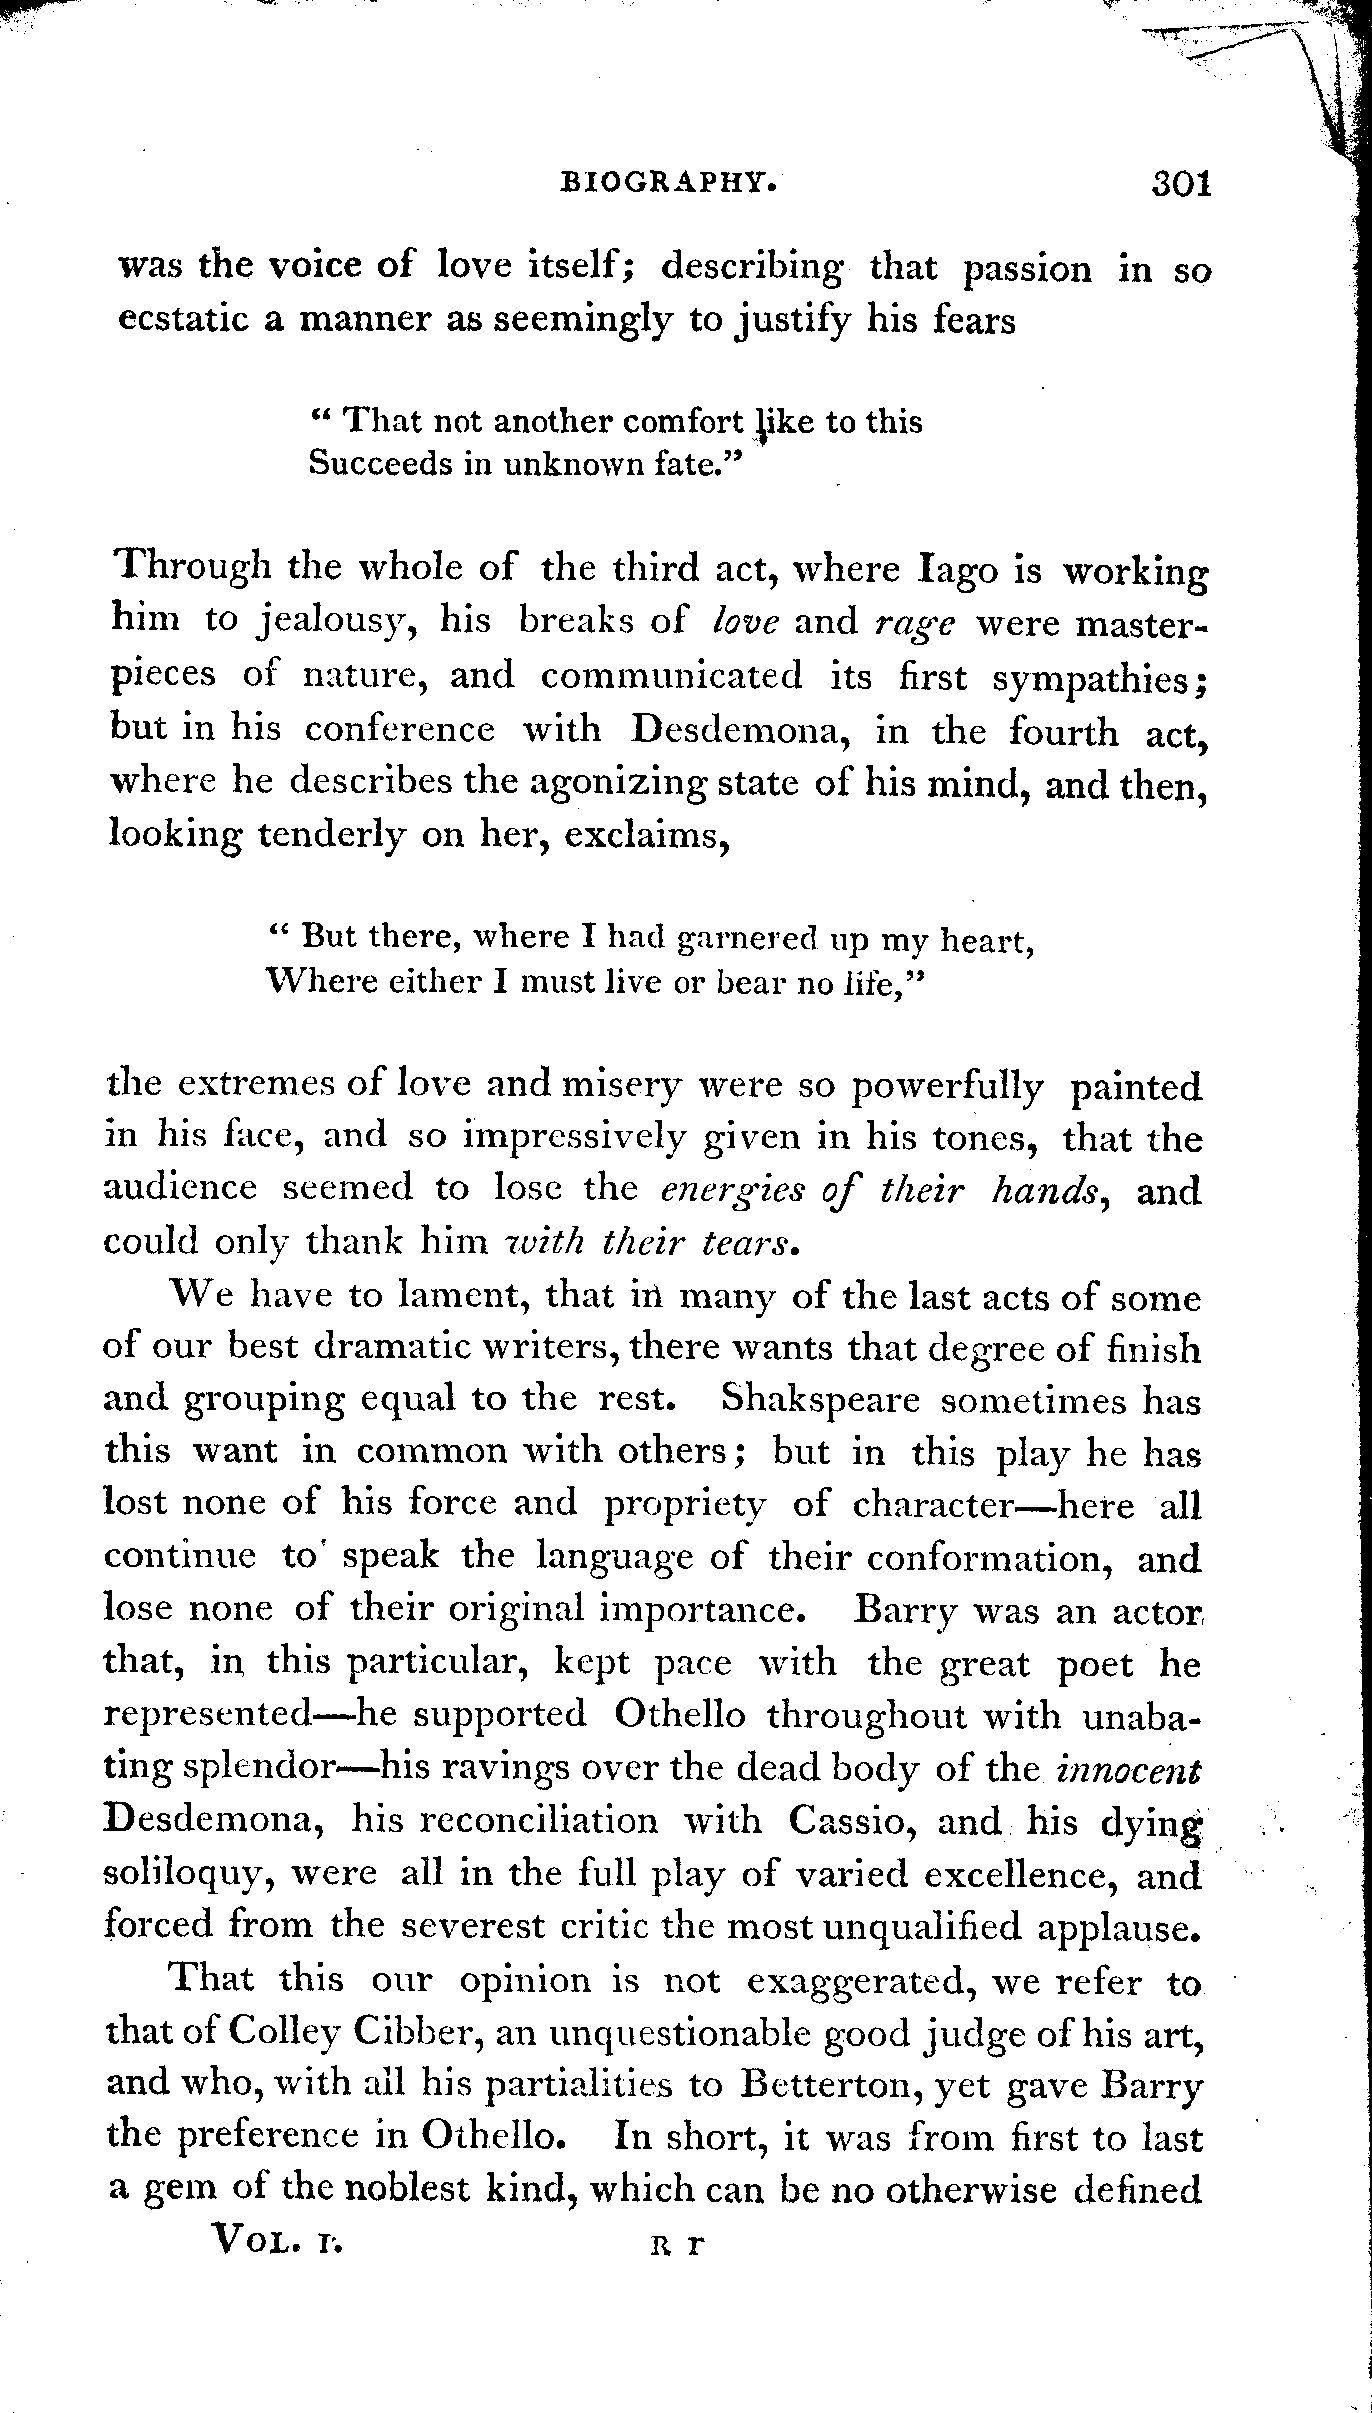 BIOGRAPHY. 301
was the voice of love itself; describing that passion in so
ecstatic a manner as seemingly to justify his fears
“ That not another comfort like to this
Succeeds in unknown fate.”
Through the whole of the third act, where Iago is working
him to jealousy, his breaks of love and rage were master-
pieces of nature, and communicated its first sympathies;
but in his conference with Desdemona, in the fourth act,
where he describes the agonizing state of his mind, and then,
looking tenderly on her, exclaims,
“ But there, where I had garnered up my heart,
Where either I must live or bear no life,”
the extremes of love and misery were so powerfully painted
in his face, and so impressively given in his tones, that the
audience seemed to lose the energies of their hands, and
could only thank him with their tears.
We have to lament, that in many of the last acts of some
of our best dramatic writers, there wants that degree of finish
and grouping equal to the rest. Shakspeare sometimes has
this want in common with others; but in this play he has
lost none of his force and propriety of character—here all
continue to speak the language of their conformation, and
lose none of their original importance. Barry was an actor
that, in this particular, kept pace with the great poet he
represented—he supported Othello throughout with unaba-
ting splendor—his ravings over the dead body of the innocent
Desdemona, his reconciliation with Cassio, and his dying
soliloquy, were all in the full play of varied excellence, and
forced from the severest critic the most unqualified applause.
That this our opinion is not exaggerated, we refer to
that of Colley Cibber, an unquestionable good judge of his art,
and who, with all his partialities to Betterton, yet gave Barry
the preference in Othello. In short, it was from first to last
a gem of the noblest kind, which can be no otherwise defined
VOL. I. R r